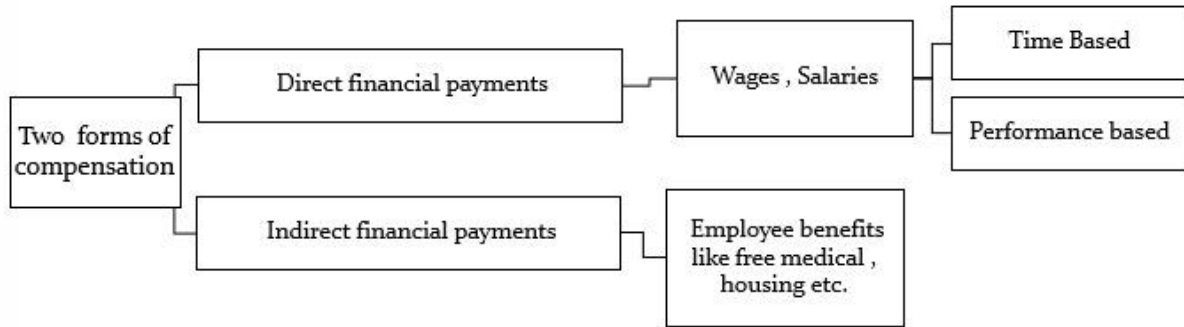 Two forms of
compensation
Direct financial payments
Wages , Salaries
Time Based
Performance based
Indirect financial payments
Employee benefits
like free medical ,
housing etc.